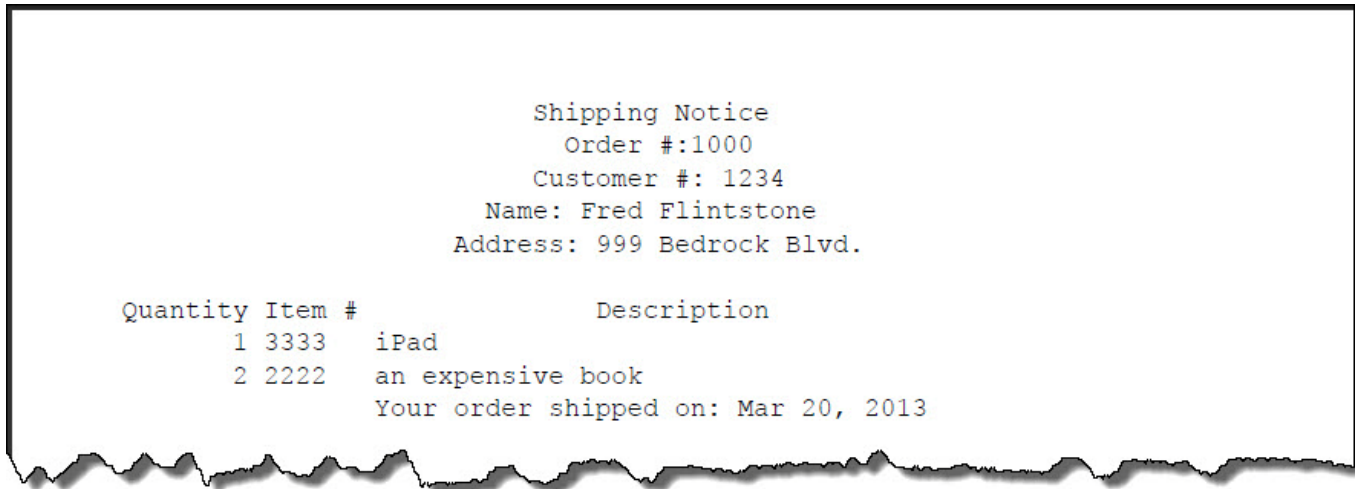 Shipping Notice
Order #:1000
Customer #: 1234
Name: Fred Flintstone
Address: 999 Bedrock Blvd.
Quantity Item # Description
1 3333 iPad
2 2222 an expensive book
Your order shipped on: Mar 20, 2013